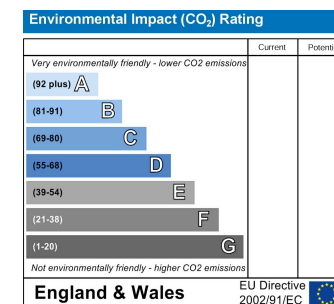 Environmental Impact (CO₂) Rating
Current Potenti
Very environmentally friendly - lower CO2 emissions
(92 plus) A
(81-91) B
(69-80) C
(55-68) D
(39-54) E
(21-38) F
(1-20) G
Not environmentally friendly - higher CO2 emissions
England & Wales
EU Directive
2002/91/EC